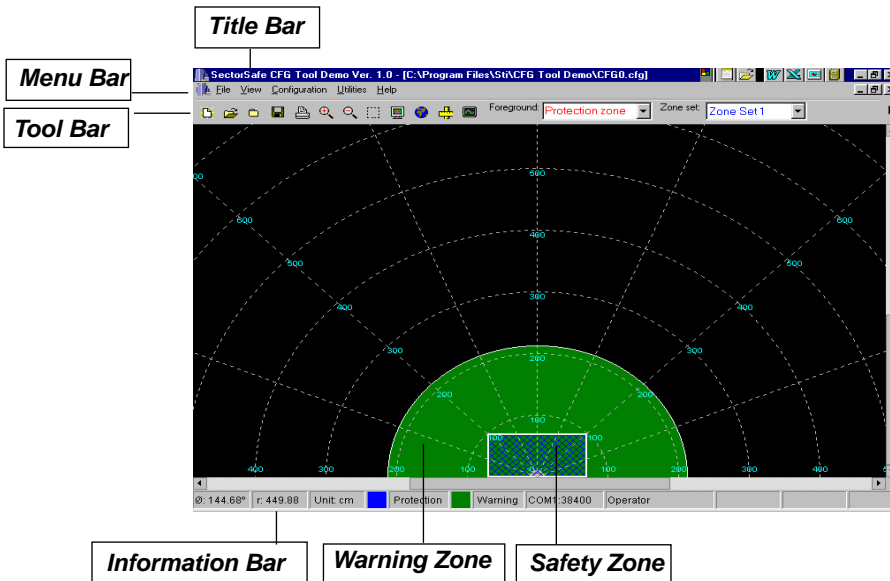 Title Bar
SectorSafe CFG Tool Demo Ver. 1.0 - [C:\Program Files\Sti\CFG Tool Demo\CFG0.cfg]
Menu Bar
File View Configuration Utilities Help
Tool Bar
Foreground: Protection zone Zone set: Zone Set 1
500
600 600
400
500 500
400 300 400
300 300
200
200 200
100
100 100
400 300 200 100 100 200 300 400
Ø: 144.68° r: 449.88 Unit: cm Protection Warning COM1:38400 Operator
Information Bar Warning Zone Safety Zone